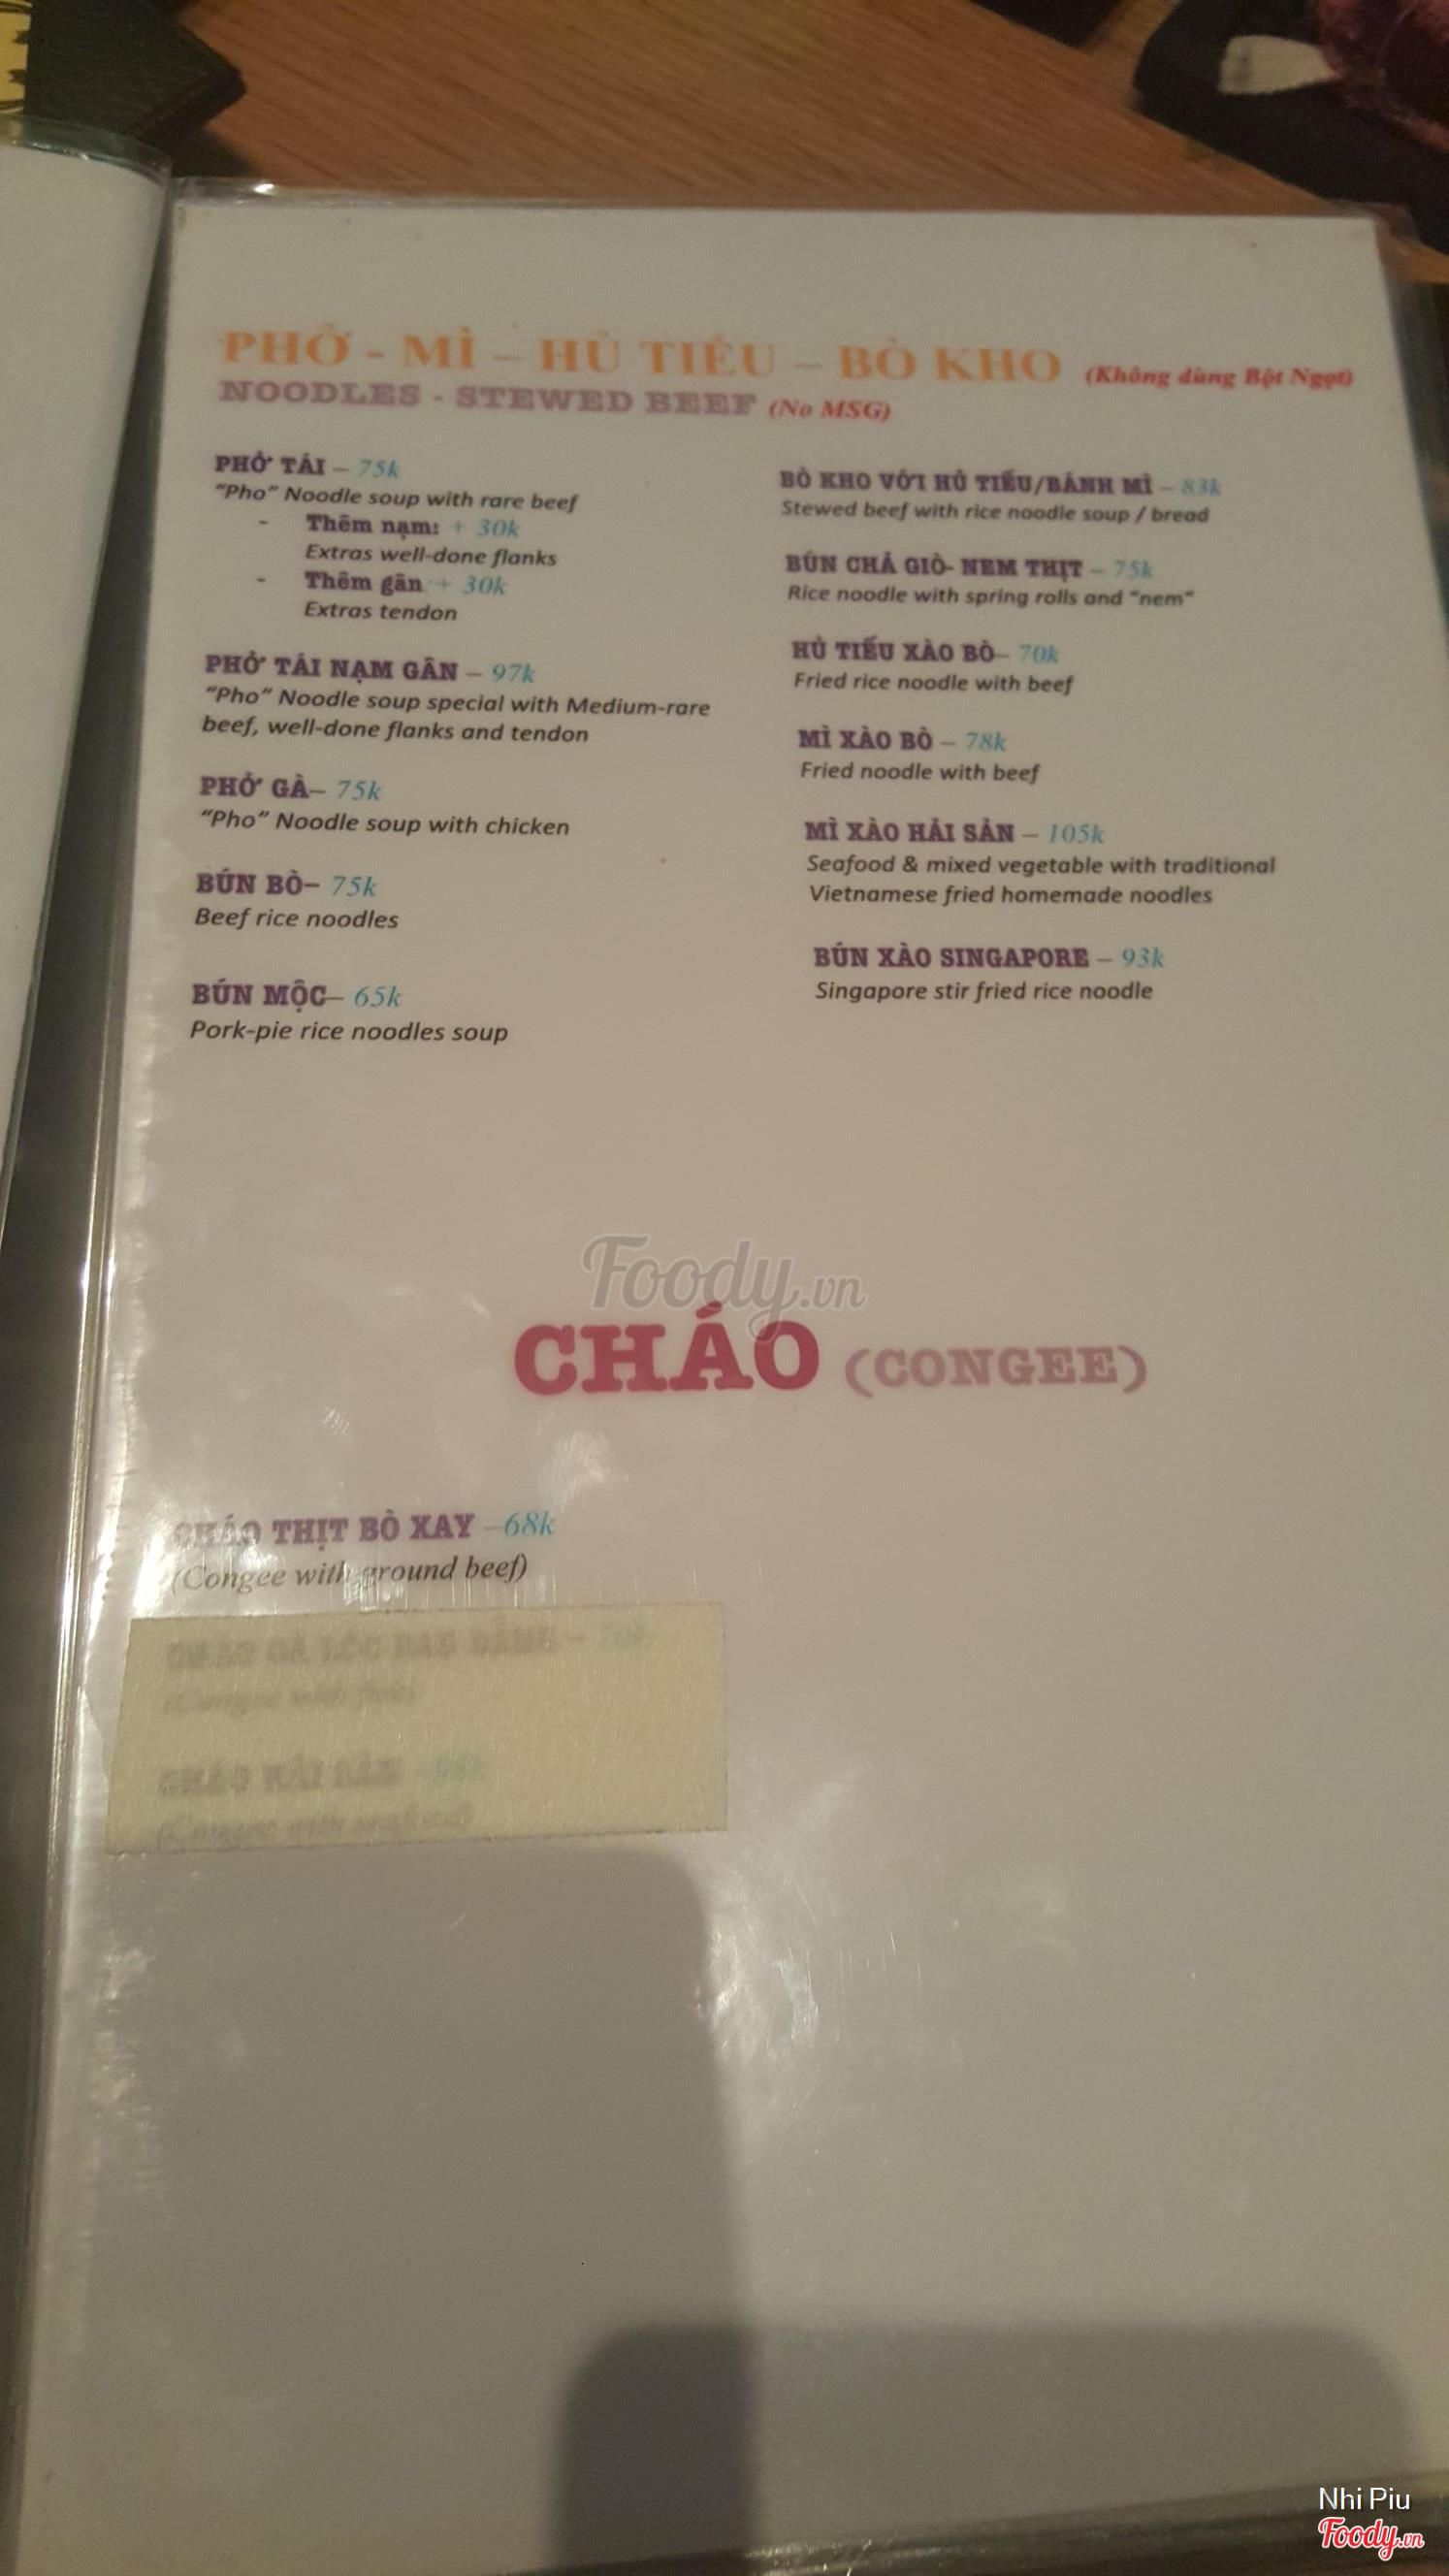 PHỞ - MÌ – HỦ TIẾU – BÒ KHO (Không dùng Bột Ngọt)
NOODLES - STEWED BEEF (No MSG)
PHỞ TÁI – 75k
“Pho” Noodle soup with rare beef
- Thêm nạm: + 30k
Extras well-done flanks
- Thêm gân: + 30k
Extras tendon
PHỞ TÁI NẠM GÂN – 97k
“Pho” Noodle soup special with Medium-rare
beef, well-done flanks and tendon
PHỞ GÀ– 75k
“Pho” Noodle soup with chicken
BÚN BÒ– 75k
Beef rice noodles
BÚN MỘC– 65k
Pork-pie rice noodles soup
BÒ KHO VỚI HỦ TIẾU/BÁNH MÌ – 83k
Stewed beef with rice noodle soup / bread
BÚN CHẢ GIÒ- NEM THỊT – 75k
Rice noodle with spring rolls and “nem”
HỦ TIẾU XÀO BÒ– 70k
Fried rice noodle with beef
MÌ XÀO BÒ – 78k
Fried noodle with beef
MÌ XÀO HẢI SẢN – 105k
Seafood & mixed vegetable with traditional
Vietnamese fried homemade noodles
BÚN XÀO SINGAPORE – 93k
Singapore stir fried rice noodle
Foody.vn
CHÁO (CONGEE)
CHÁO THỊT BÒ XAY –68k
(Congee with ground beef)
CHÁO HẢI SẢN
(Congee with seafood)
Nhi Piu
Foody.vn